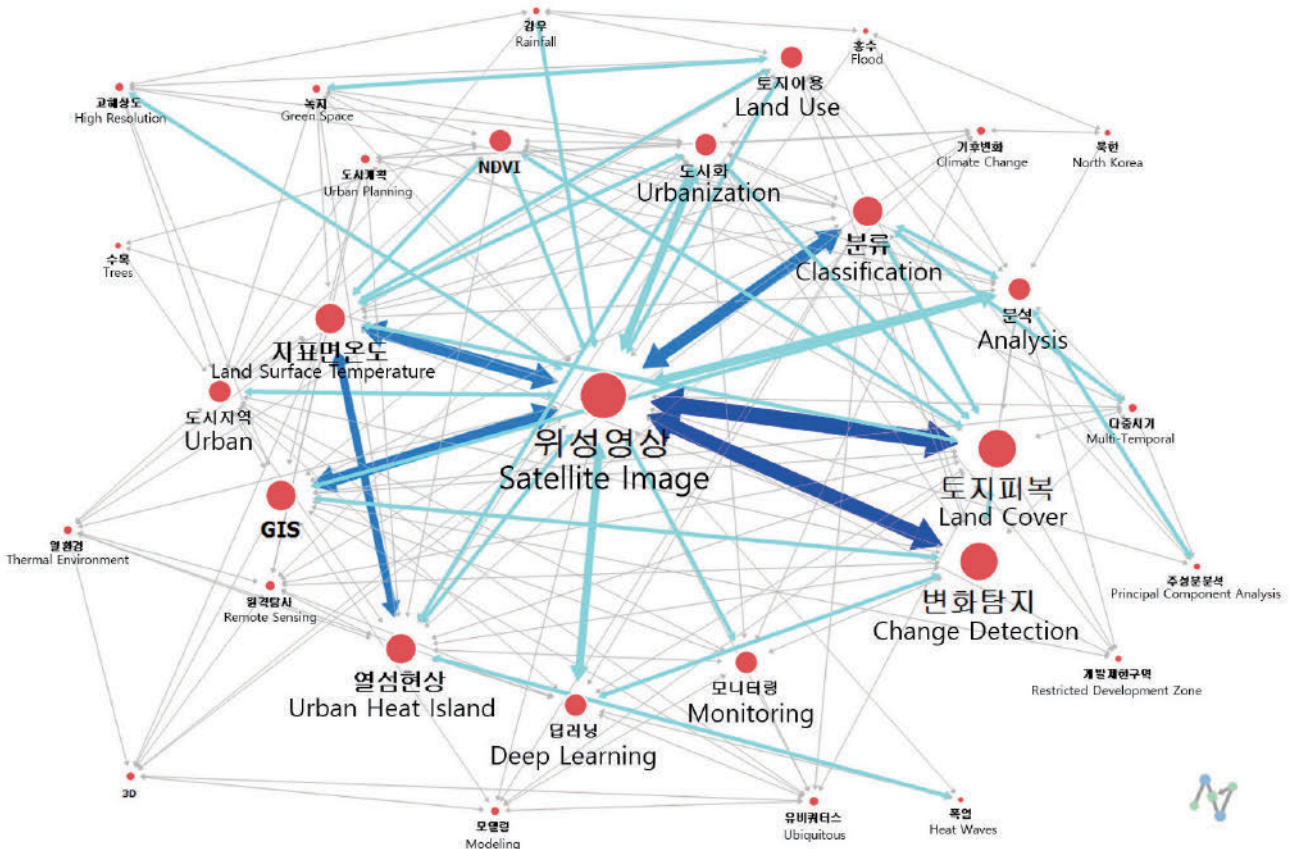 강우
Rainfall
홍수
Flood
토지이용
Land Use
고해상도
High Resolution
녹지
Green Space
NDVI
도시화
Urbanization
기후변화
Climate Change
북한
North Korea
도시계획
Urban Planning
분류
Classification
수목
Trees
분석
Analysis
지표면온도
Land Surface Temperature
도시지역
Urban
위성영상
Satellite Image
다중시기
Multi-Temporal
토지피복
Land Cover
GIS
열환경
Thermal Environment
원격탐사
Remote Sensing
변화탐지
Change Detection
주성분분석
Principal Component Analysis
열섬현상
Urban Heat Island
모니터링
Monitoring
개발제한구역
Restricted Development Zone
딥러닝
Deep Learning
3D
모델링
Modeling
유비쿼터스
Ubiquitous
폭염
Heat Waves